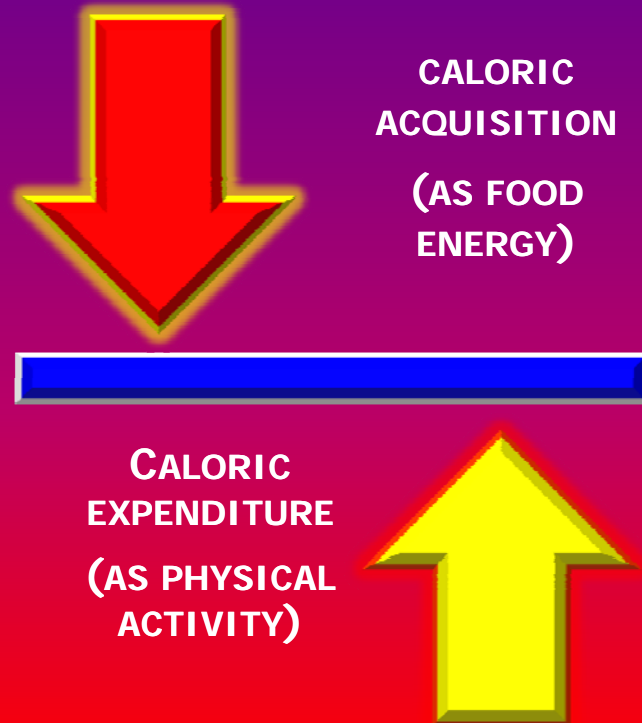 CALORIC
ACQUISITION
(AS FOOD
ENERGY)
CALORIC
EXPENDITURE
(AS PHYSICAL
ACTIVITY)